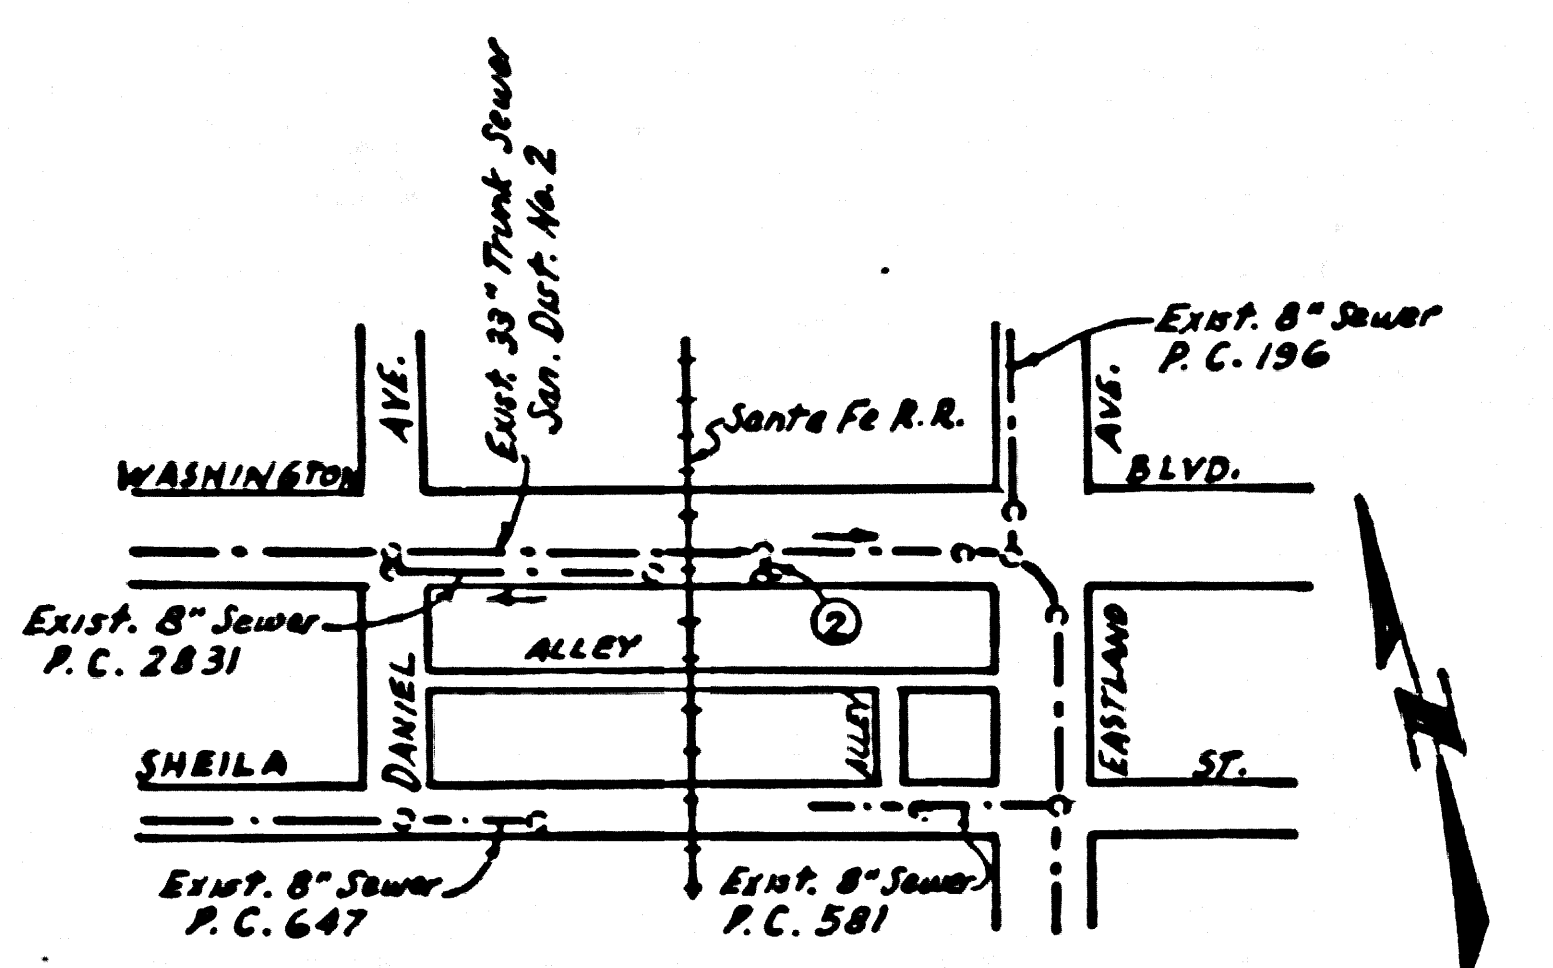 Exist. 33" Trunk Sewer
San. Dist. No. 2
Exist. 8" Sewer
P. C. 196
AVE.
Santa Fe R.R.
AVE.
WASHINGTON
BLVD.
Exist. 8" Sewer
P. C. 2831
2
ALLEY
EASTLAND
N
DANIEL
ALLEY
SHEILA
ST.
Exist. 8" Sewer
P. C. 647
Exist. 8" Sewer
P. C. 581